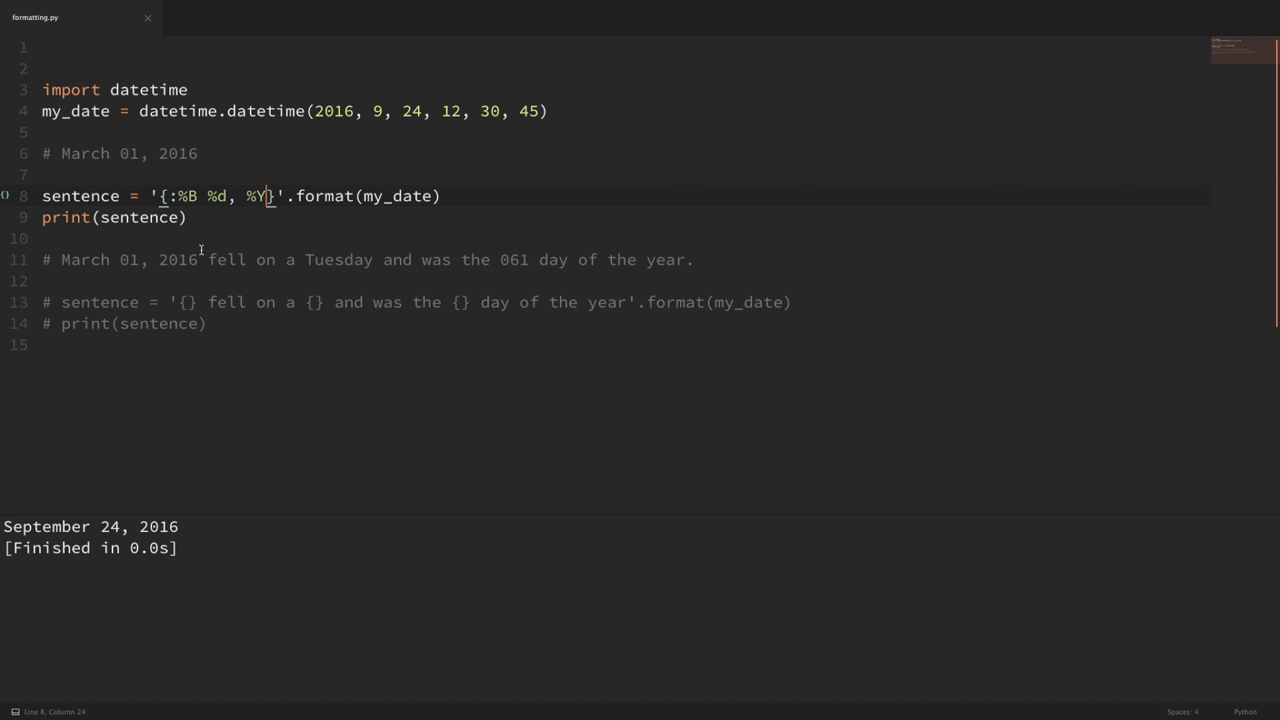 formatting.py ×
1
2
3 import datetime
4 my_date = datetime.datetime(2016, 9, 24, 12, 30, 45)
5
6 # March 01, 2016
7
{} 8 sentence = '{:%B %d, %Y}'.format(my_date)
9 print(sentence)
10
11 # March 01, 2016 fell on a Tuesday and was the 061 day of the year.
12
13 # sentence = '{} fell on a {} and was the {} day of the year'.format(my_date)
14 # print(sentence)
15
September 24, 2016
[Finished in 0.0s]
Line 8, Column 24 Spaces: 4 Python